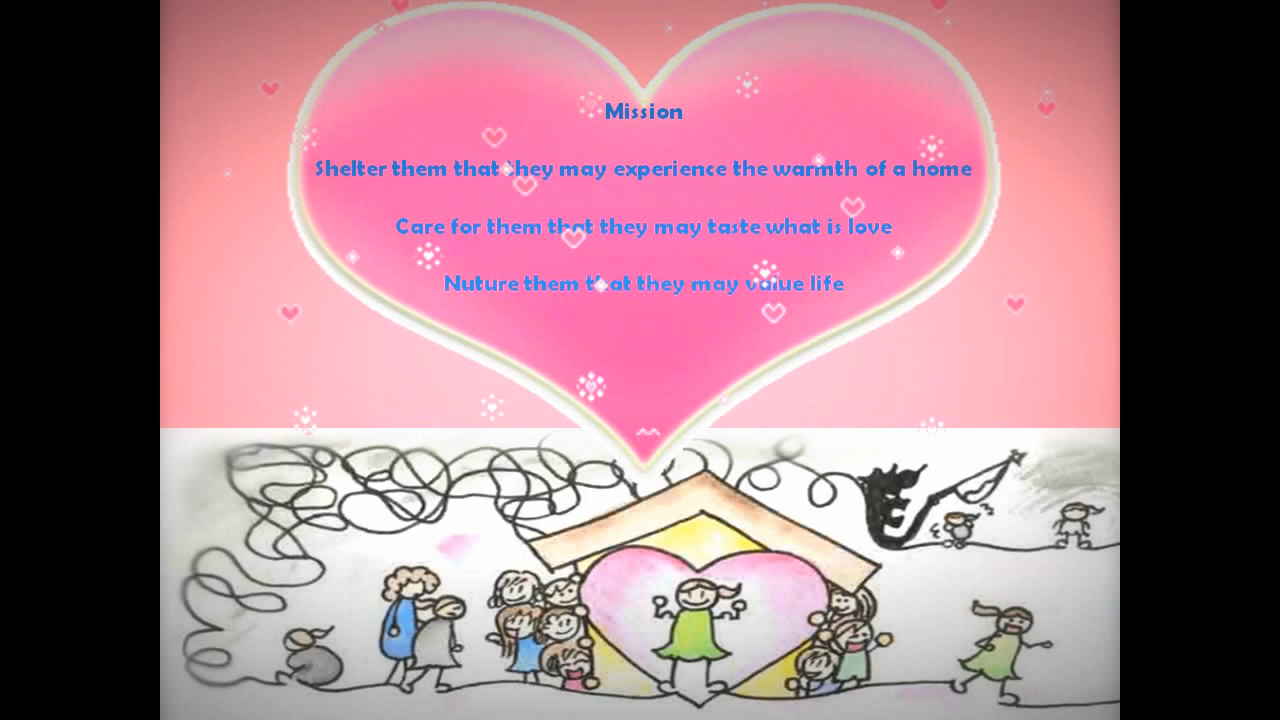 Mission
Shelter them that they may experience the warmth of a home
Care for them that they may taste what is love
Nuture them that they may value life